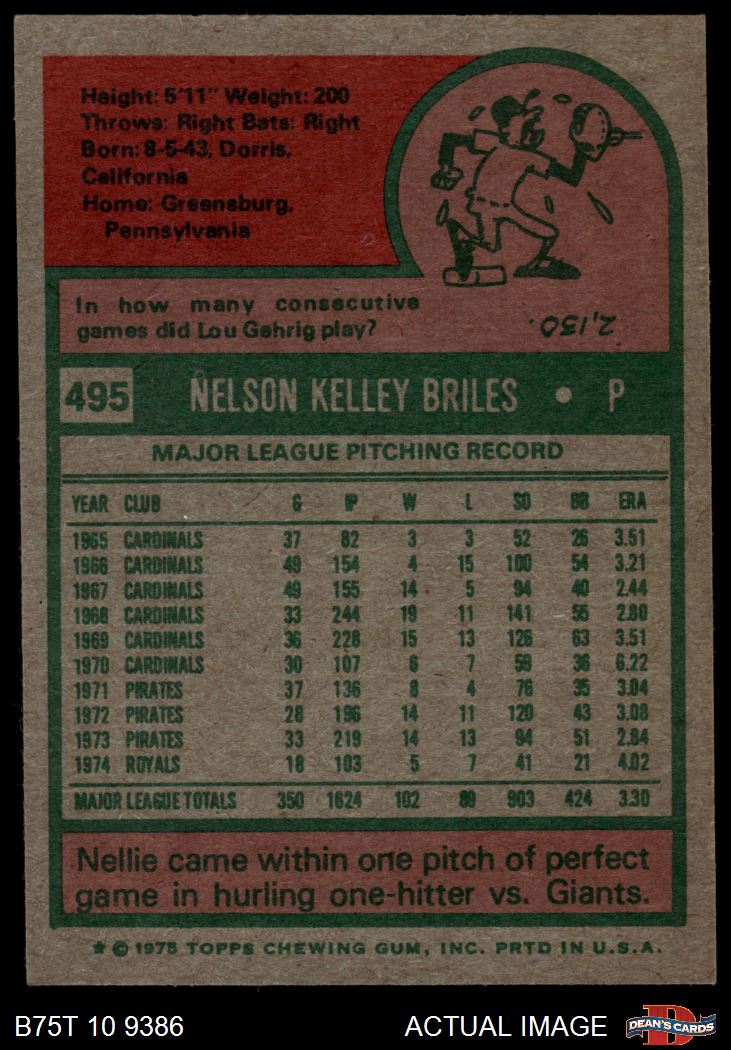 Height: 5'11" Weight: 200
Throws: Right Bats: Right
Born: 8-5-43, Dorris,
California
Home: Greensburg,
Pennsylvania
In how many consecutive
games did Lou Gehrig play?
2,130.
495 NELSON KELLEY BRILES • P
MAJOR LEAGUE PITCHING RECORD
YEAR CLUB G IP W L SO BB ERA
1965 CARDINALS 37 82 3 3 52 26 3.51
1966 CARDINALS 49 154 4 15 100 54 3.21
1967 CARDINALS 49 155 14 5 94 40 2.44
1968 CARDINALS 33 244 19 11 141 55 2.80
1969 CARDINALS 36 228 15 13 126 63 3.51
1970 CARDINALS 30 107 6 7 59 36 6.22
1971 PIRATES 37 136 8 4 76 35 3.04
1972 PIRATES 28 196 14 11 120 43 3.08
1973 PIRATES 33 219 14 13 94 51 2.84
1974 ROYALS 18 103 5 7 41 21 4.02
MAJOR LEAGUE TOTALS 350 1624 102 89 903 424 3.30
Nellie came within one pitch of perfect
game in hurling one-hitter vs. Giants.
* © 1975 TOPPS CHEWING GUM, INC. PRTD IN U.S.A.
B75T 10 9386 ACTUAL IMAGE D DEAN'S CARDS